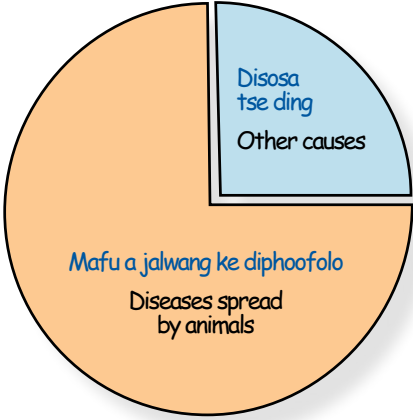 Disosa
tse ding
Other causes
Mafu a jalwang ke diphoofolo
Diseases spread
by animals